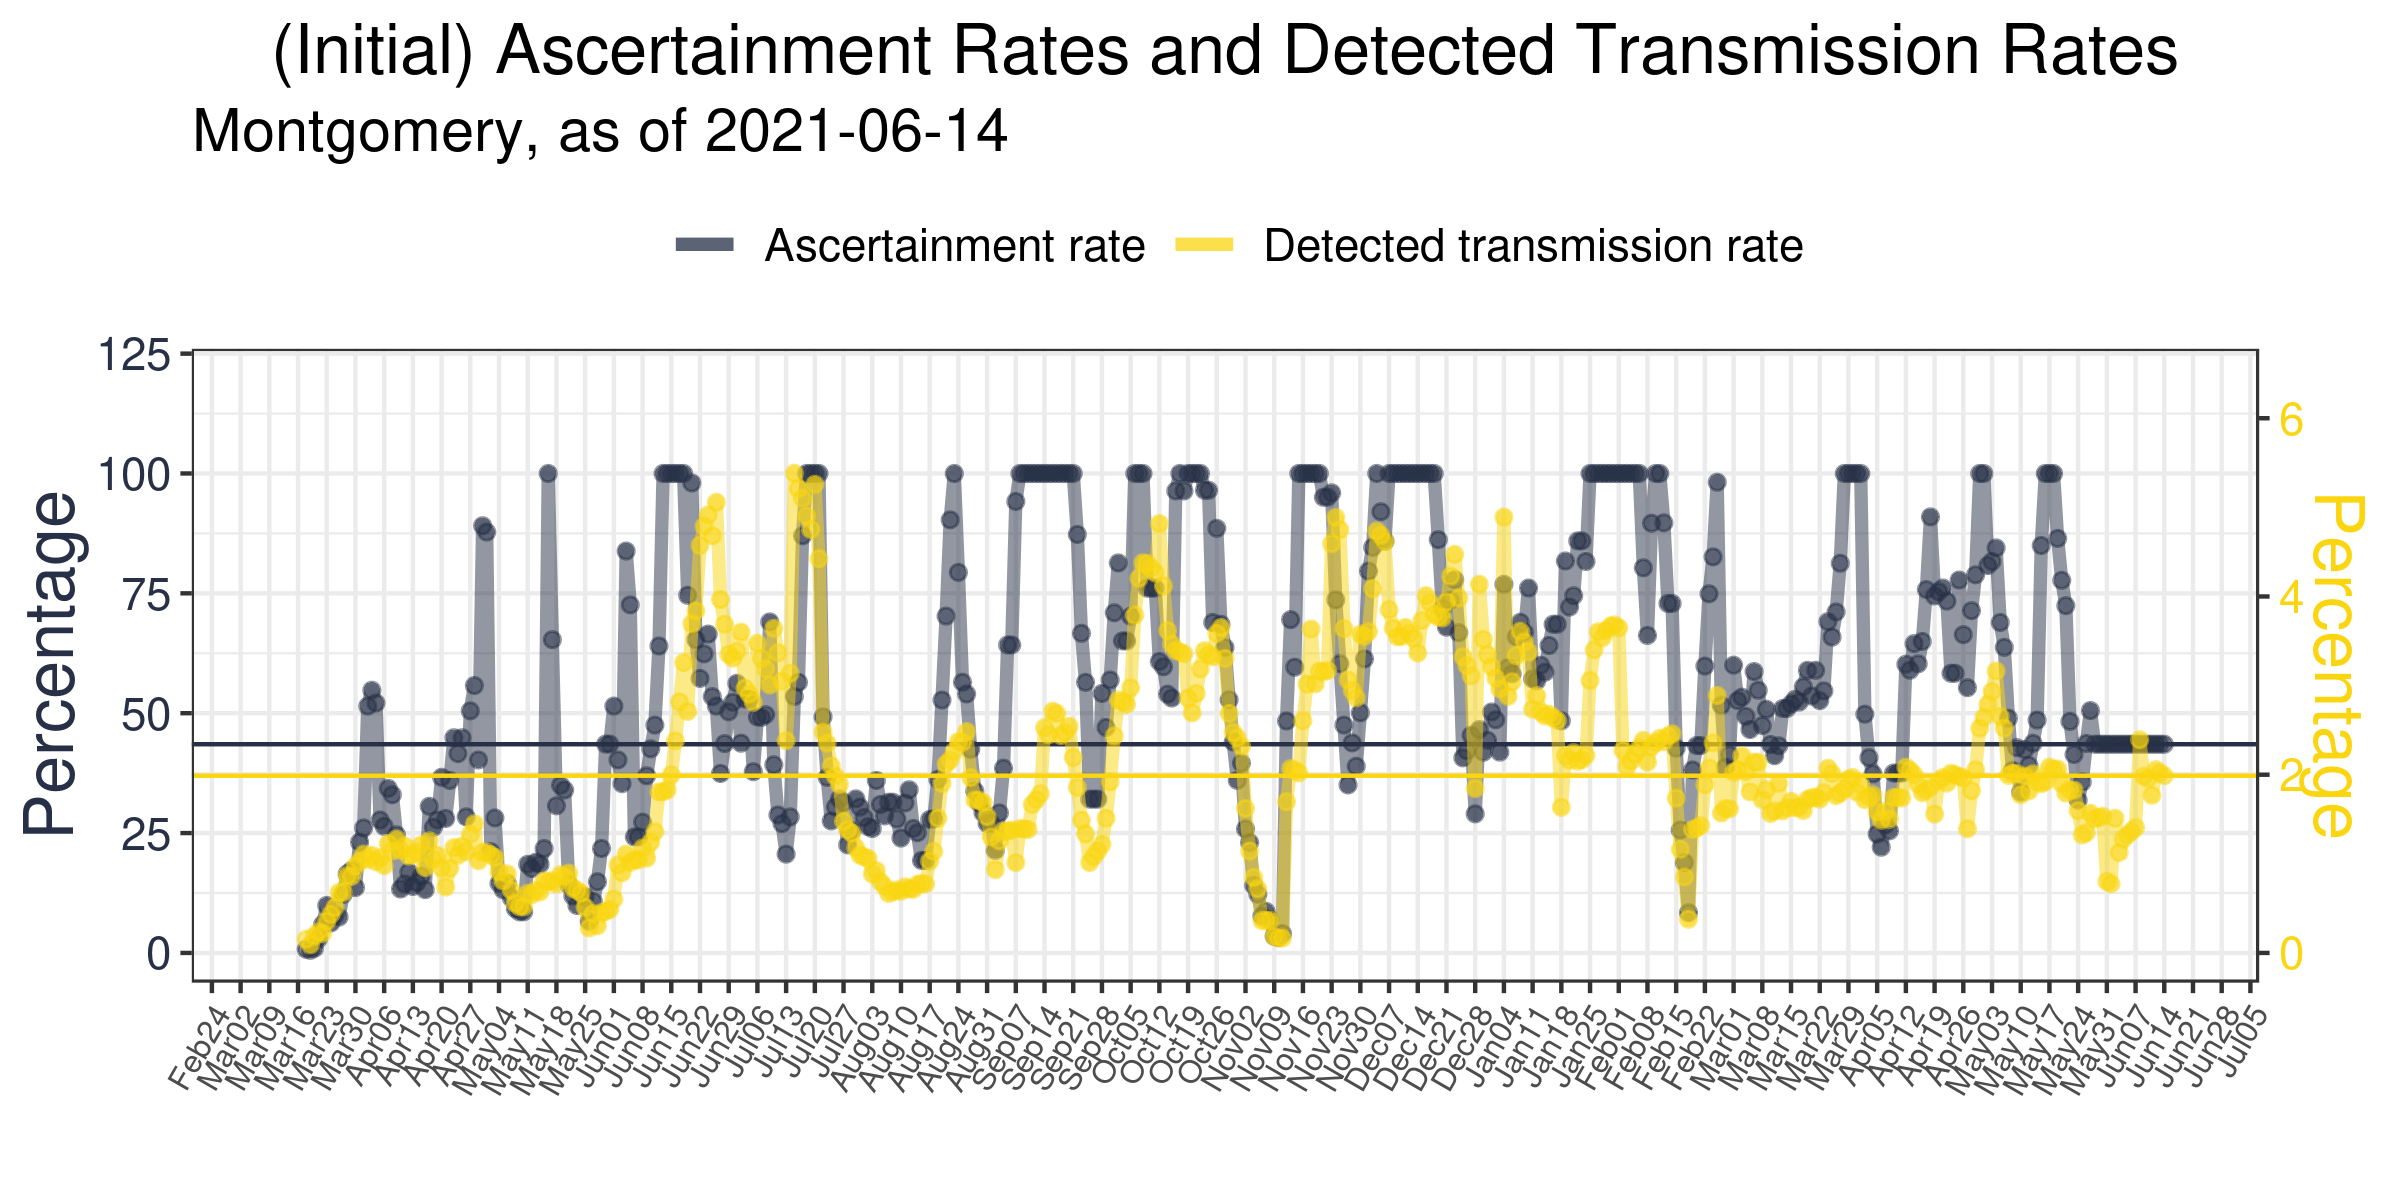 (Initial) Ascertainment Rates and Detected Transmission Rates
Montgomery, as of 2021-06-14
Ascertainment rate
Detected transmission rate
Percentage
125
100
75
50
25
0
6
4
2
0
Percentage
Feb24
Mar02
Mar09
Mar16
Mar23
Mar30
Apr06
Apr13
Apr20
Apr27
May04
May11
May18
May25
Jun01
Jun08
Jun15
Jun22
Jun29
Jul06
Jul13
Jul20
Jul27
Aug03
Aug10
Aug17
Aug24
Aug31
Sep07
Sep14
Sep21
Sep28
Oct05
Oct12
Oct19
Oct26
Nov02
Nov09
Nov16
Nov23
Nov30
Dec07
Dec14
Dec21
Dec28
Jan04
Jan11
Jan18
Jan25
Feb01
Feb08
Feb15
Feb22
Mar01
Mar08
Mar15
Mar22
Mar29
Apr05
Apr12
Apr19
Apr26
May03
May10
May17
May24
May31
Jun07
Jun14
Jun21
Jun28
Jul05